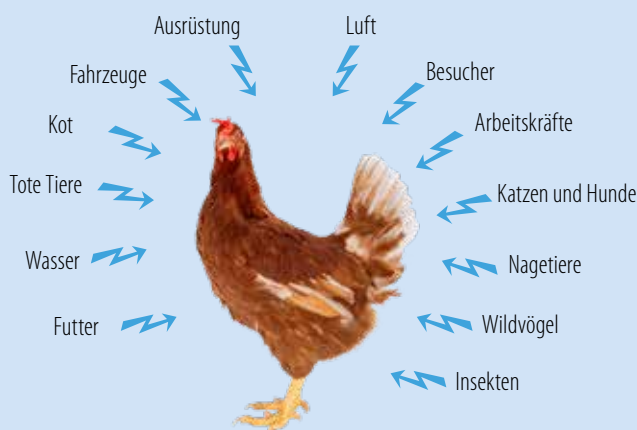 Ausrüstung
Luft
Fahrzeuge
Besucher
Kot
Arbeitskräfte
Tote Tiere
Katzen und Hunde
Wasser
Nagetiere
Futter
Wildvögel
Insekten